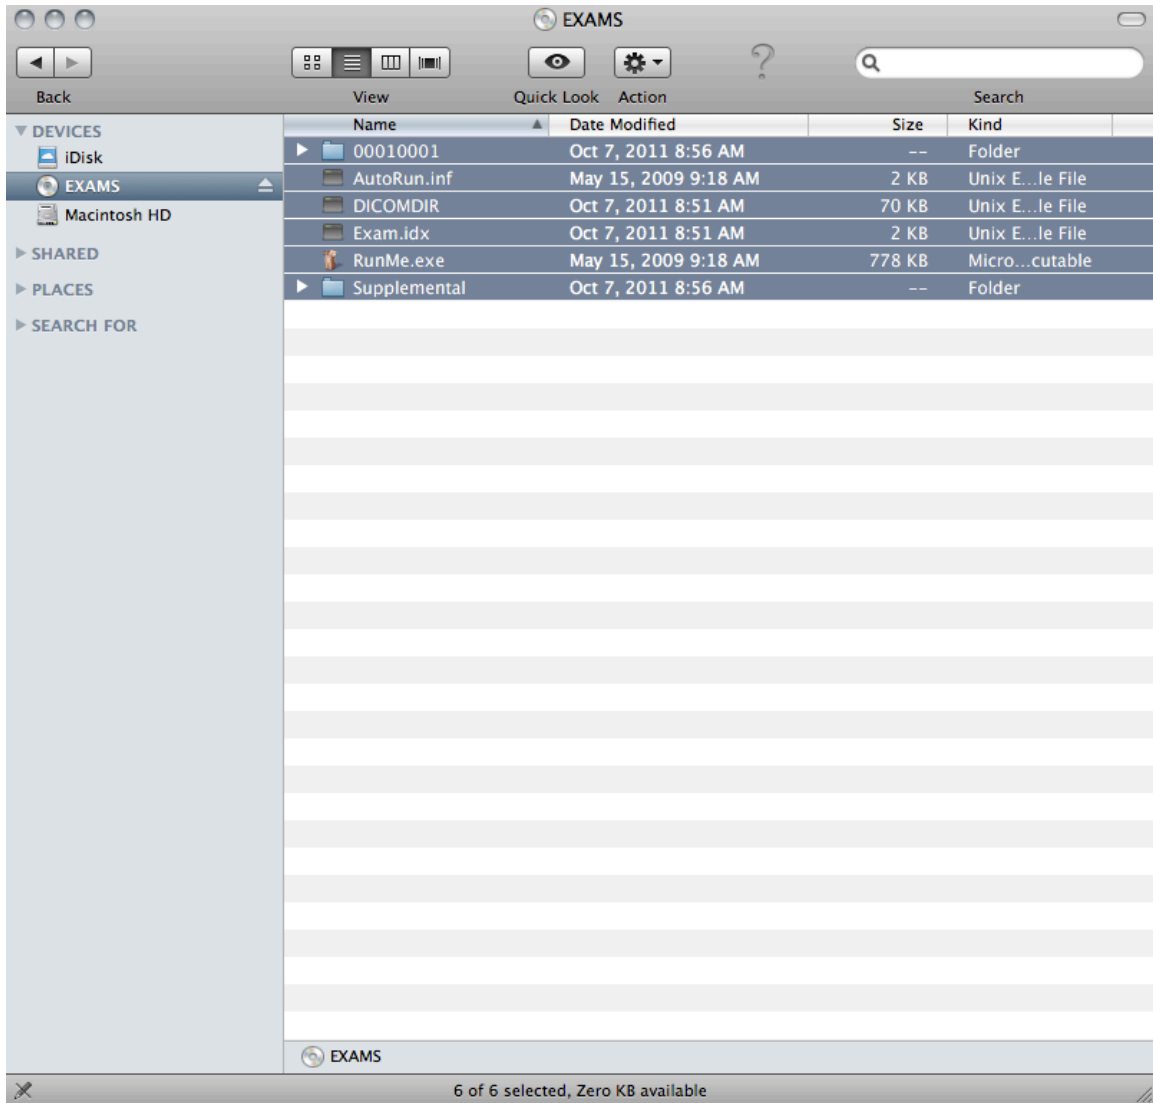 EXAMS
Back View Quick Look Action Search
DEVICES
iDisk
EXAMS
Macintosh HD
SHARED
PLACES
SEARCH FOR
Name Date Modified Size Kind
00010001 Oct 7, 2011 8:56 AM -- Folder
AutoRun.inf May 15, 2009 9:18 AM 2 KB Unix E...le File
DICOMDIR Oct 7, 2011 8:51 AM 70 KB Unix E...le File
Exam.idx Oct 7, 2011 8:51 AM 2 KB Unix E...le File
RunMe.exe May 15, 2009 9:18 AM 778 KB Micro...cutable
Supplemental Oct 7, 2011 8:56 AM -- Folder
EXAMS
6 of 6 selected, Zero KB available